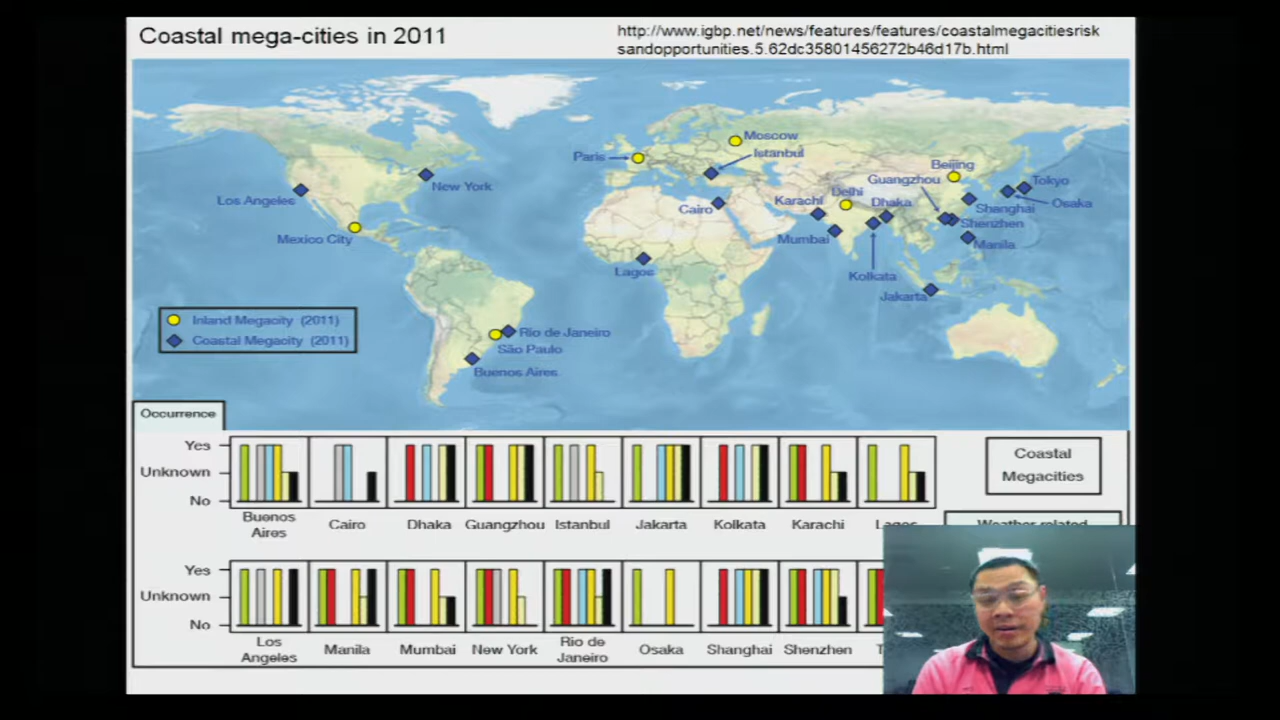 Coastal mega-cities in 2011
http://www.igbp.net/news/features/features/coastalmegacitiesrisk
sandopportunities.5.62dc35801456272b46d17b.html
Moscow
Paris
Istanbul
Beijing
Guangzhou
New York
Tokyo
Los Angeles
Delhi
Karachi
Dhaka
Osaka
Cairo
Shanghai
Shenzhen
Mexico City
Mumbai
Manila
Lagos
Kolkata
Jakarta
Inland Megacity (2011)
Coastal Megacity (2011)
Rio de Janeiro
São Paulo
Buenos Aires
Occurrence
Yes
Unknown
No
Buenos
Aires
Cairo
Dhaka
Guangzhou
Istanbul
Jakarta
Kolkata
Karachi
Lagos
Coastal
Megacities
Weather related
Yes
Unknown
No
Los
Angeles
Manila
Mumbai
New York
Rio de
Janeiro
Osaka
Shanghai
Shenzhen